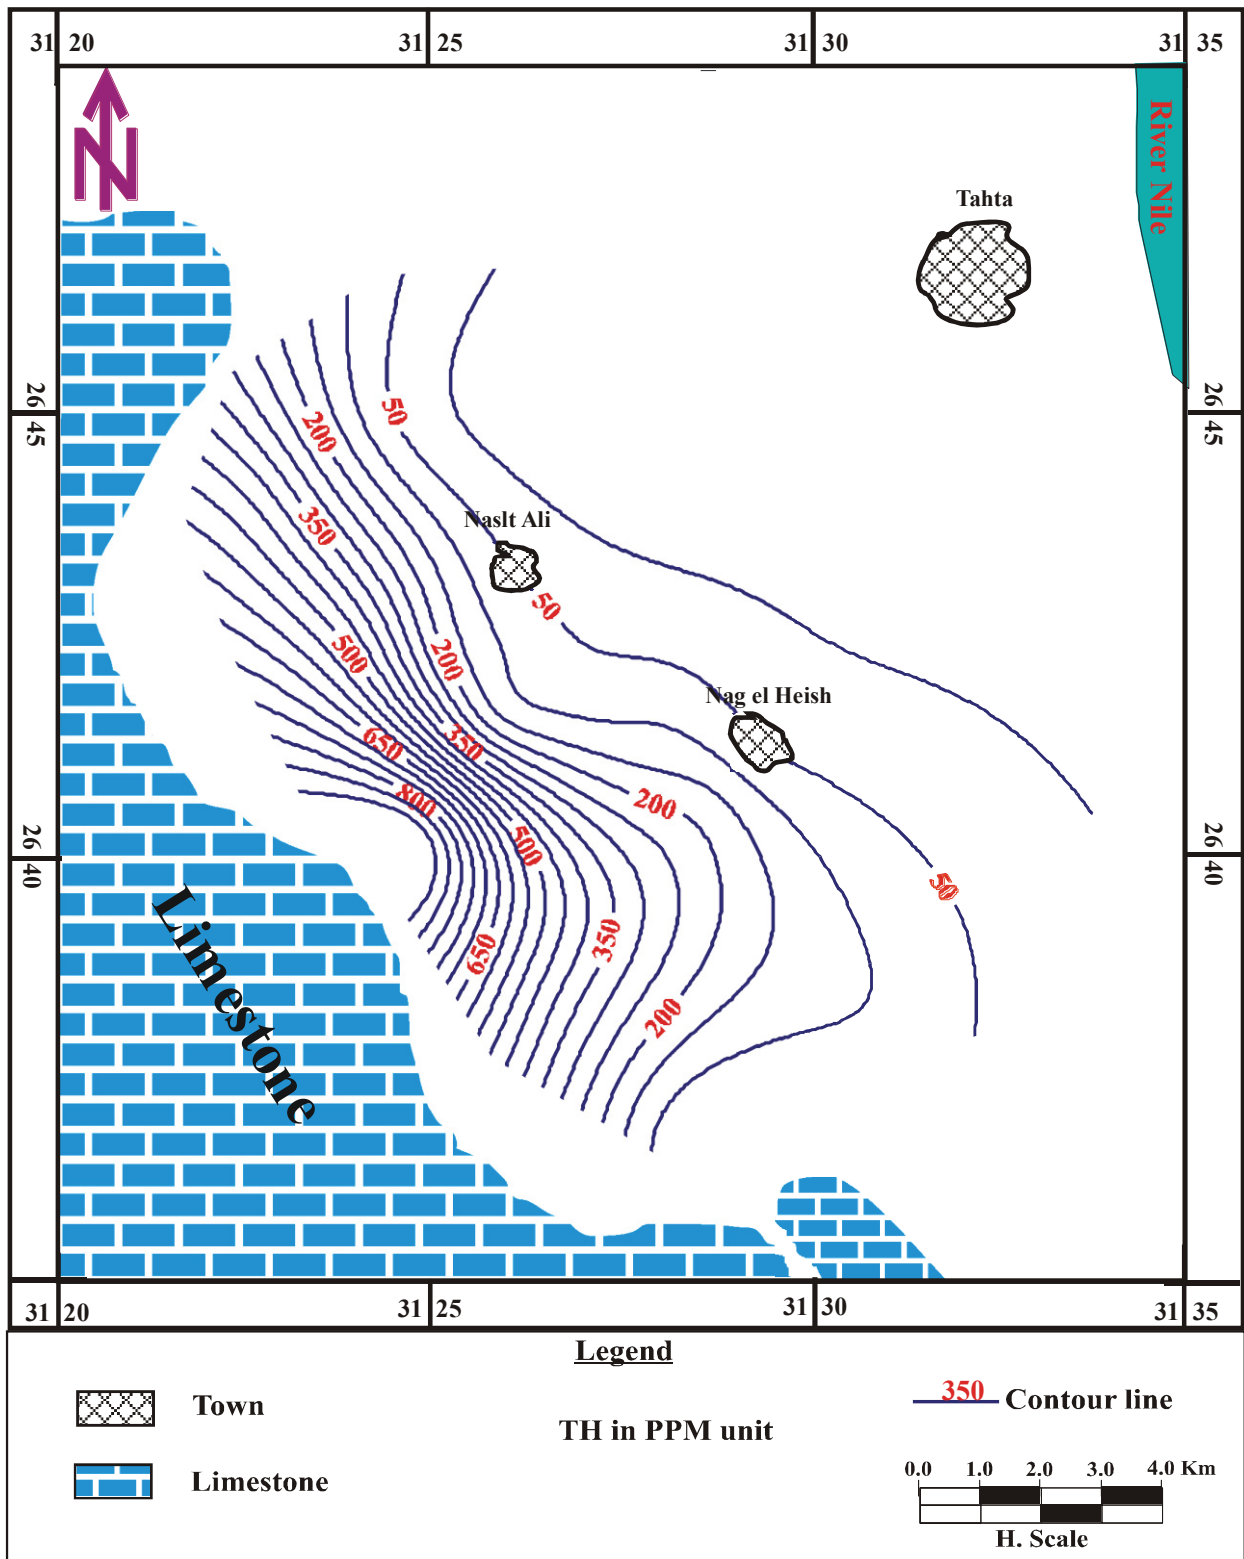 31 20 31 25 31 30 31 35
N
River Nile
Tahta
50
200
26 45 26 45
350
Naslt Ali
50
500 200
Nag el Heish
650 350
800 200
500
26 40 26 40
50
650 350
200
Limestone
31 20 31 25 31 30 31 35
Legend
Town
350 Contour line
TH in PPM unit
Limestone
0.0 1.0 2.0 3.0 4.0 Km
H. Scale